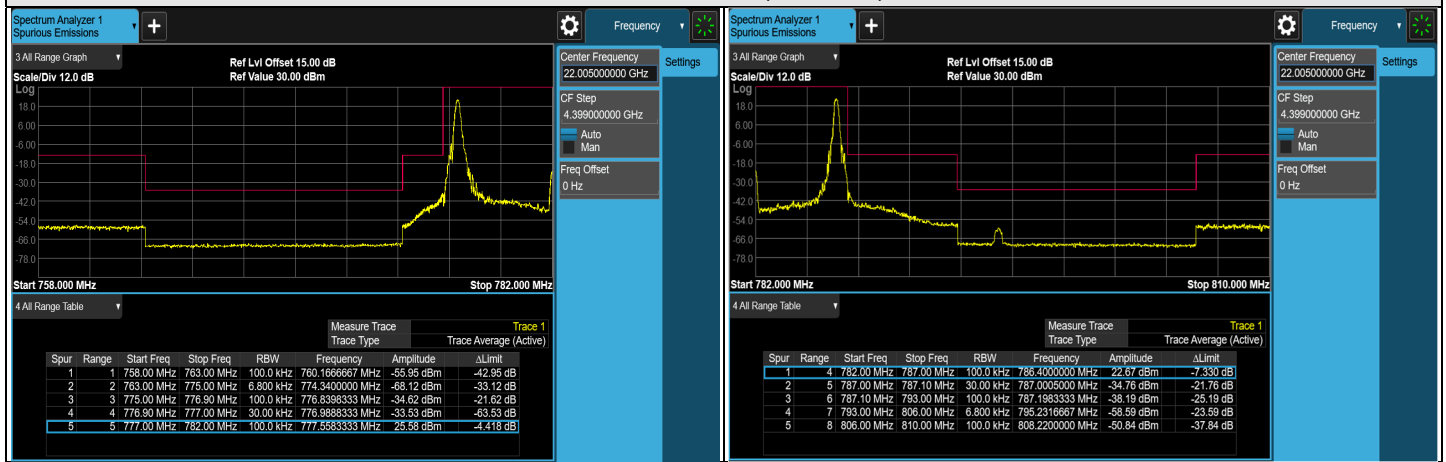 Spectrum Analyzer 1
Spurious Emissions
+
Frequency
3 All Range Graph
Ref Lvl Offset 15.00 dB
Scale/Div 12.0 dB
Ref Value 30.00 dBm
Log
18.0
6.00
-6.00
-18.0
-30.0
-42.0
-54.0
-66.0
-78.0
Start 758.000 MHz
Stop 782.000 MHz
Center Frequency
22.005000000 GHz
Settings
CF Step
4.399000000 GHz
Auto
Man
Freq Offset
0 Hz
4 All Range Table
Measure Trace Trace 1
Trace Type Trace Average (Active)
Spur Range Start Freq Stop Freq RBW Frequency Amplitude ΔLimit
1 1 758.00 MHz 763.00 MHz 100.0 kHz 760.1666667 MHz -55.95 dBm -42.95 dB
2 2 763.00 MHz 775.00 MHz 6.800 kHz 774.3400000 MHz -68.12 dBm -33.12 dB
3 3 775.00 MHz 776.90 MHz 100.0 kHz 776.8398333 MHz -34.62 dBm -21.62 dB
4 4 776.90 MHz 777.00 MHz 30.00 kHz 776.9888333 MHz -33.53 dBm -63.53 dB
5 5 777.00 MHz 782.00 MHz 100.0 kHz 777.5583333 MHz 25.58 dBm -4.418 dB
Spectrum Analyzer 1
Spurious Emissions
+
Frequency
3 All Range Graph
Ref Lvl Offset 15.00 dB
Scale/Div 12.0 dB
Ref Value 30.00 dBm
Log
18.0
6.00
-6.00
-18.0
-30.0
-42.0
-54.0
-66.0
-78.0
Start 782.000 MHz
Stop 810.000 MHz
Center Frequency
22.005000000 GHz
Settings
CF Step
4.399000000 GHz
Auto
Man
Freq Offset
0 Hz
4 All Range Table
Measure Trace Trace 1
Trace Type Trace Average (Active)
Spur Range Start Freq Stop Freq RBW Frequency Amplitude ΔLimit
1 4 782.00 MHz 787.00 MHz 100.0 kHz 786.4000000 MHz 22.67 dBm -7.330 dB
2 5 787.00 MHz 787.10 MHz 30.00 kHz 787.0005000 MHz -34.76 dBm -21.76 dB
3 6 787.10 MHz 793.00 MHz 100.0 kHz 787.1983333 MHz -38.19 dBm -25.19 dB
4 7 793.00 MHz 806.00 MHz 6.800 kHz 795.2316667 MHz -58.59 dBm -23.59 dB
5 8 806.00 MHz 810.00 MHz 100.0 kHz 808.2200000 MHz -50.84 dBm -37.84 dB